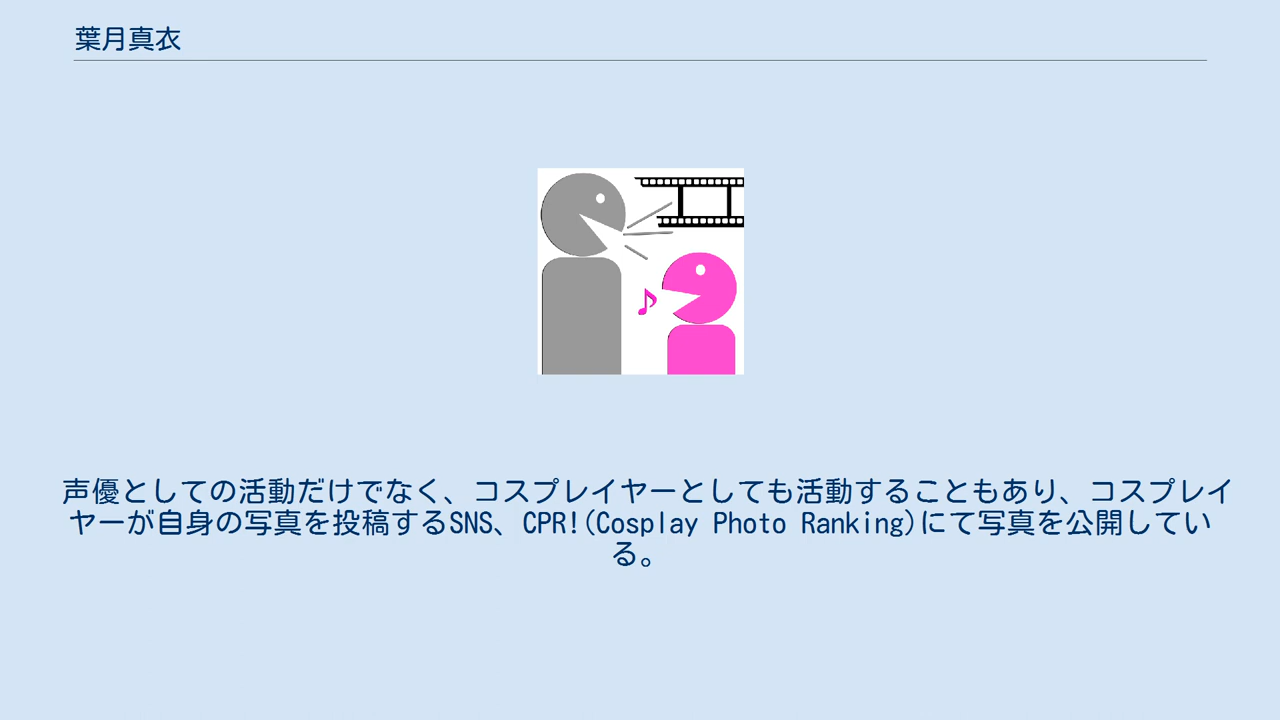 葉月真衣
声優としての活動だけでなく、コスプレイヤーとしても活動することもあり、コスプレイ
ヤーが自身の写真を投稿するSNS、CPR!(Cosplay Photo Ranking)にて写真を公開してい
る。